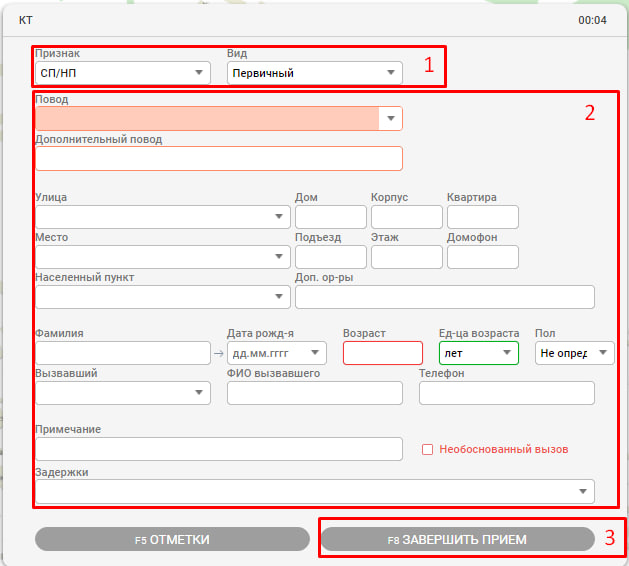 КТ 00:04
Признак Вид 1
СП/НП Первичный
Повод 2
Дополнительный повод
Улица Дом Корпус Квартира
Место Подъезд Этаж Домофон
Населенный пункт Доп. ор-ры
Фамилия Дата рожд-я Возраст Ед-ца возраста Пол
→ дд.мм.гггг лет Не опред
Вызвавший ФИО вызвавшего Телефон
Примечание
Необоснованный вызов
Задержки
F5 ОТМЕТКИ F8 ЗАВЕРШИТЬ ПРИЕМ 3